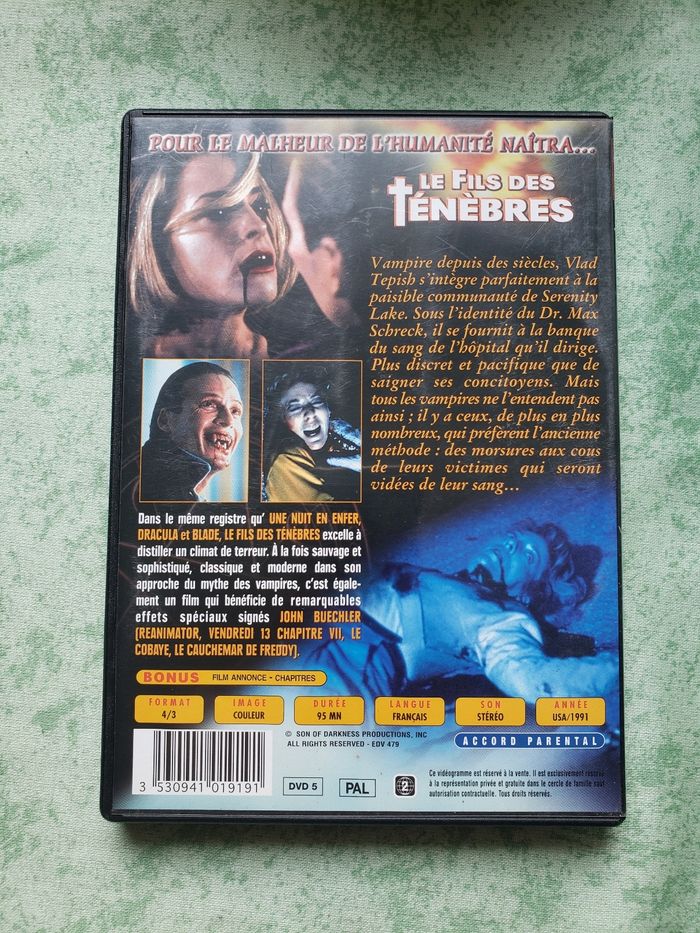 POUR LE MALHEUR DE L'HUMANITÉ NAÎTRA...
LE FILS DES
TÉNÈBRES
Vampire depuis des siècles, Vlad
Tepish s'intègre parfaitement à la
paisible communauté de Serenity
Lake. Sous l'identité du Dr. Max
Schreck, il se fournit à la banque
du sang de l'hôpital qu'il dirige.
Plus discret et pacifique que de
saigner ses concitoyens. Mais
tous les vampires ne l'entendent pas
ainsi ; il y a ceux, de plus en plus
nombreux, qui préfèrent l'ancienne
méthode : des morsures aux cous
de leurs victimes qui seront
vidées de leur sang...
Dans le même registre qu' UNE NUIT EN ENFER,
DRACULA et BLADE, LE FILS DES TÉNÈBRES excelle à
distiller un climat de terreur. À la fois sauvage et
sophistiqué, classique et moderne dans son
approche du mythe des vampires, c'est égale-
ment un film qui bénéficie de remarquables
effets spéciaux signés JOHN BUECHLER
(REANIMATOR, VENDREDI 13 CHAPITRE VII, LE
COBAYE, LE CAUCHEMAR DE FREDDY).
BONUS FILM ANNONCE - CHAPITRES
FORMAT IMAGE DURÉE LANGUE SON ANNÉE
4/3 COULEUR 95 MN FRANÇAIS STÉRÉO USA/1991
© SON OF DARKNESS PRODUCTIONS, INC
ALL RIGHTS RESERVED - EDV 479
ACCORD PARENTAL
3 530941 019191
DVD 5
PAL
2
Ce vidéogramme est réservé à la vente. Il est exclusivement réservé
à la représentation privée et gratuite dans le cercle de famille sauf
autorisation contractuelle. Tous droits réservés.